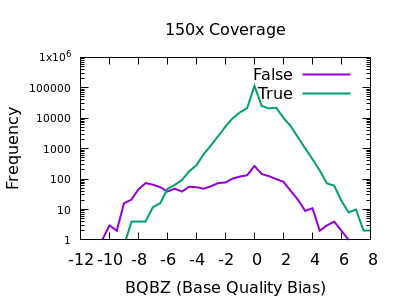 150x Coverage
1x10⁶
100000
10000
1000
100
10
1
Frequency
False
True
-12 -10 -8 -6 -4 -2 0 2 4 6 8
BQBZ (Base Quality Bias)